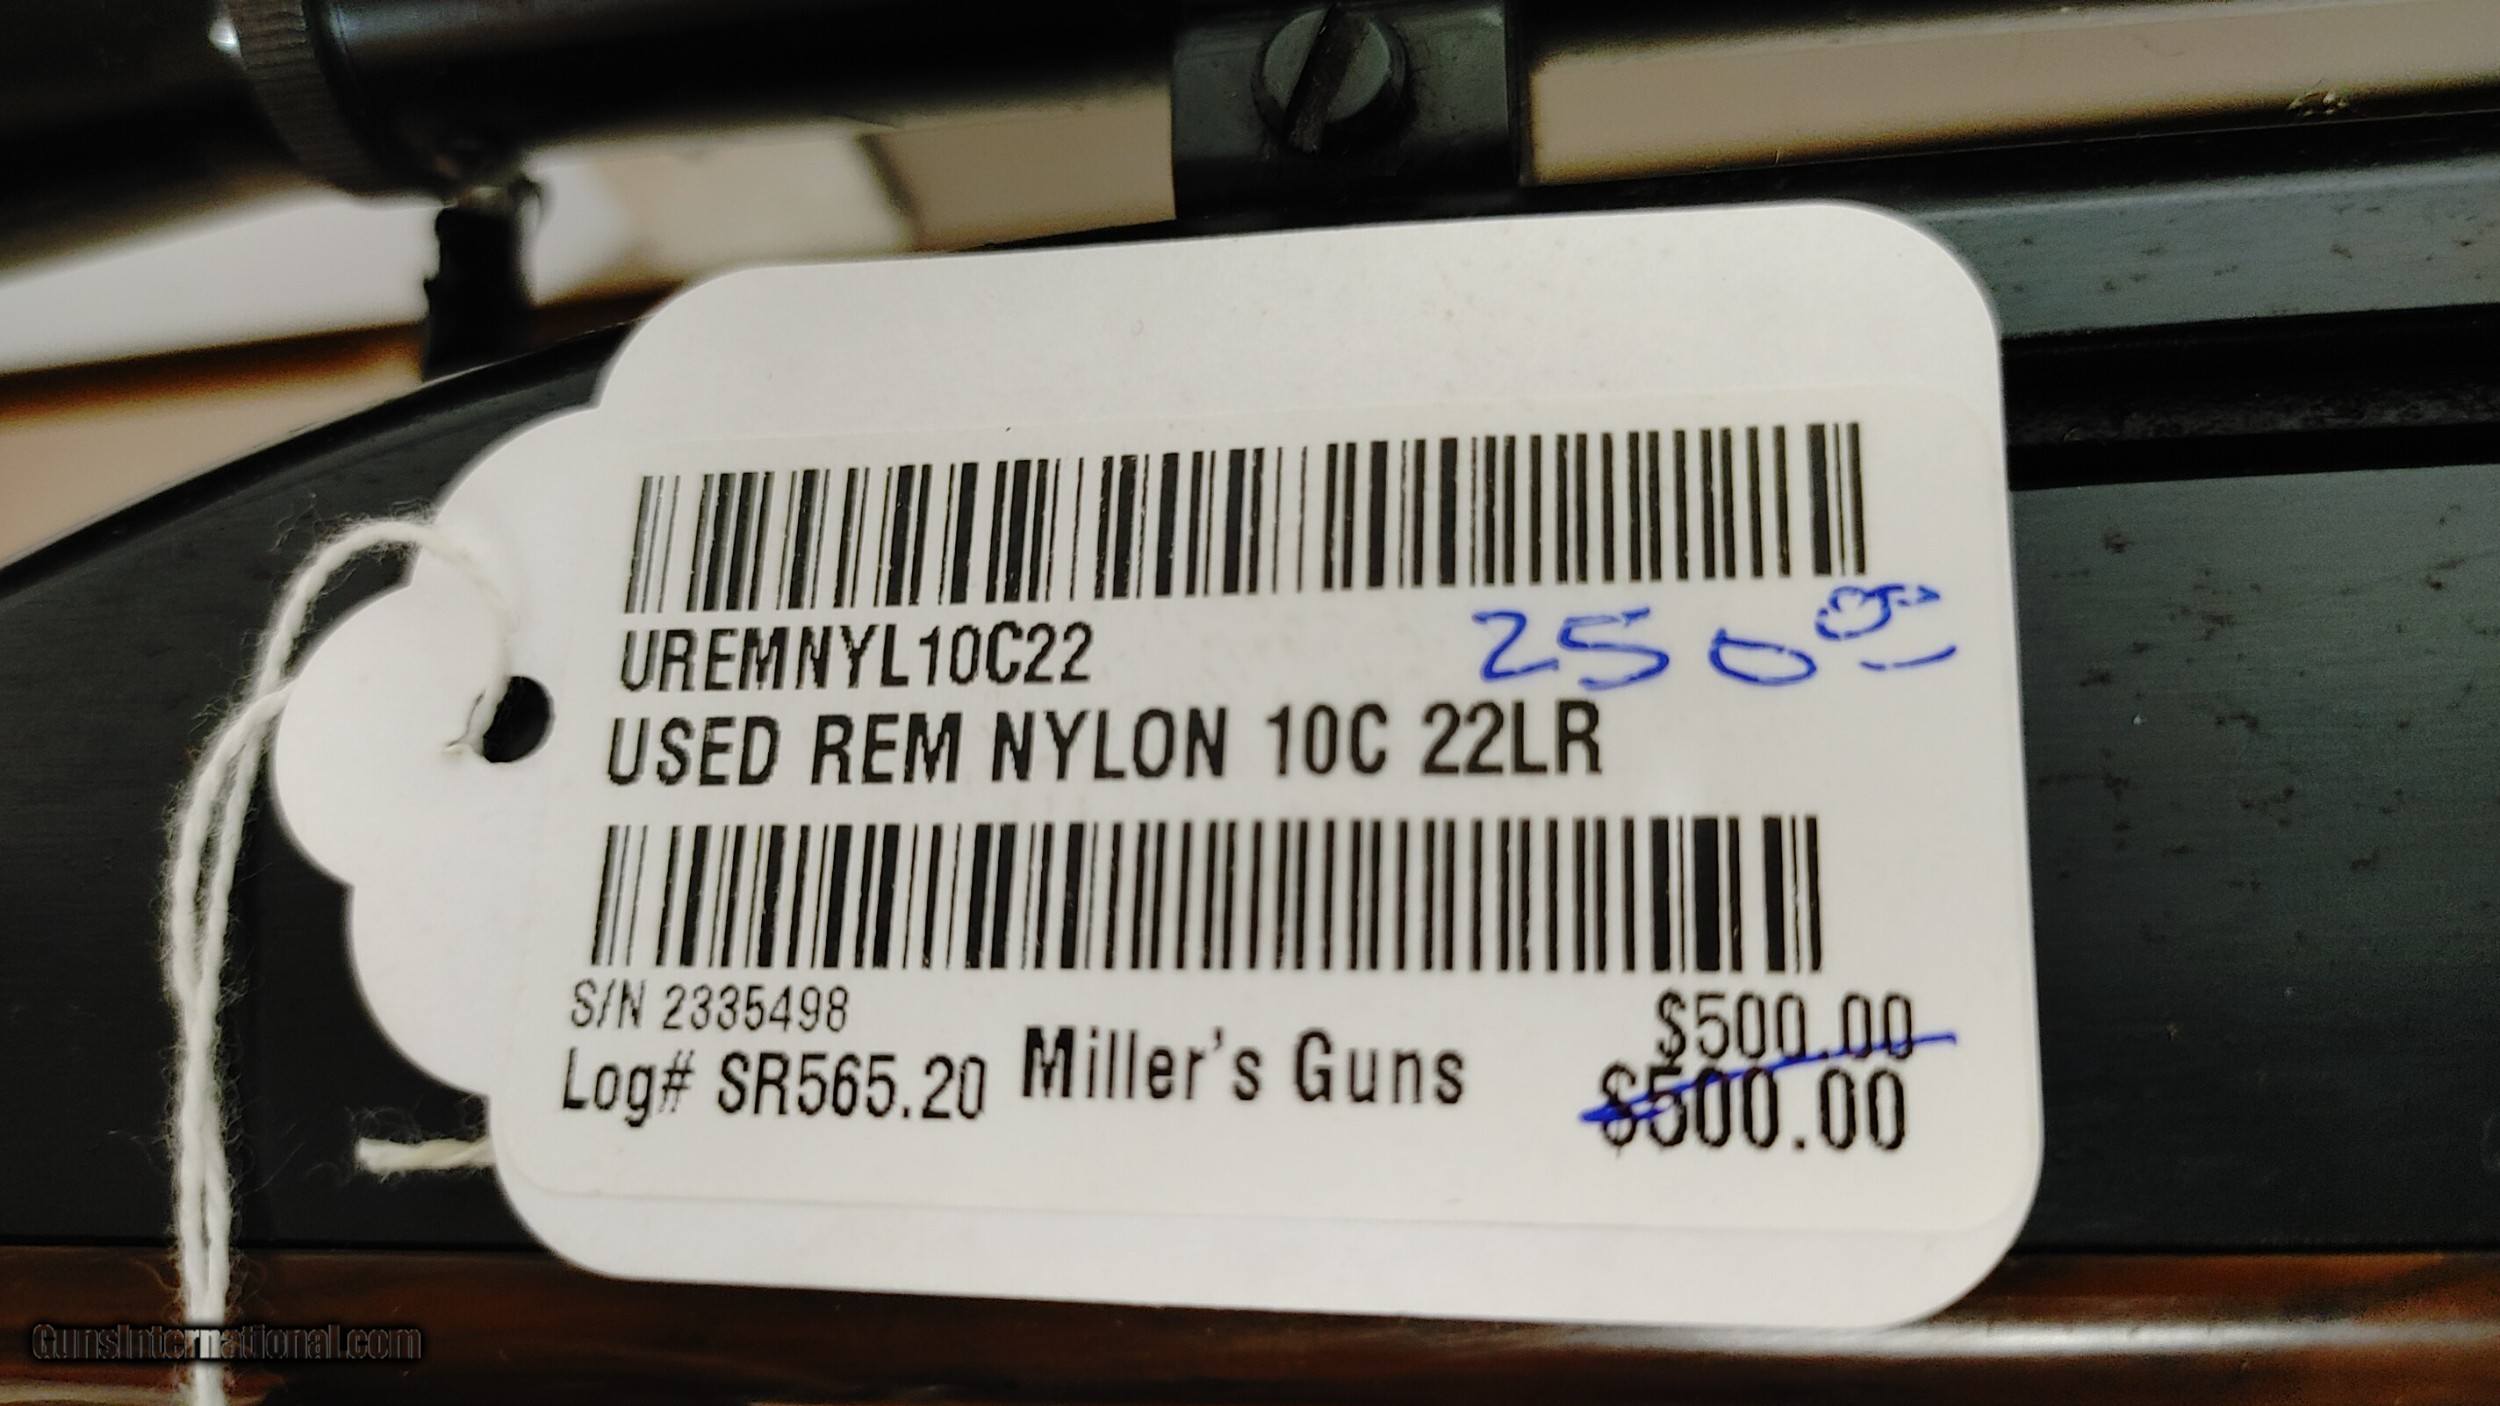 UREMNYL10C22
250 00
USED REM NYLON 10C 22LR
S/N 2335498
Log# SR565.20
Miller's Guns
$500.00
$500.00
GunsInternational.com